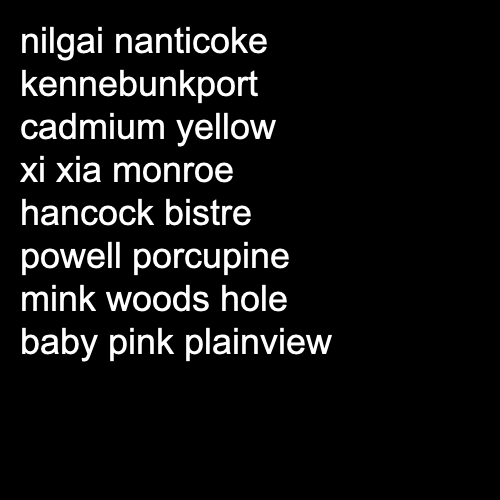 nilgai nanticoke
kennebunkport
cadmium yellow
xi xia monroe
hancock bistre
powell porcupine
mink woods hole
baby pink plainview